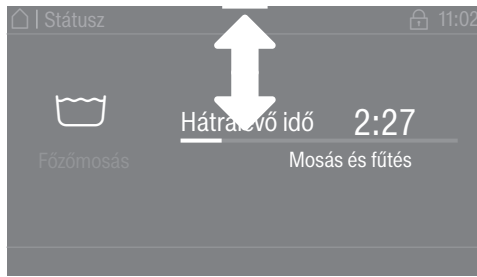 | Státusz 11:02
Hátralévő idő 2:27
Főzőmosás
Mosás és fűtés